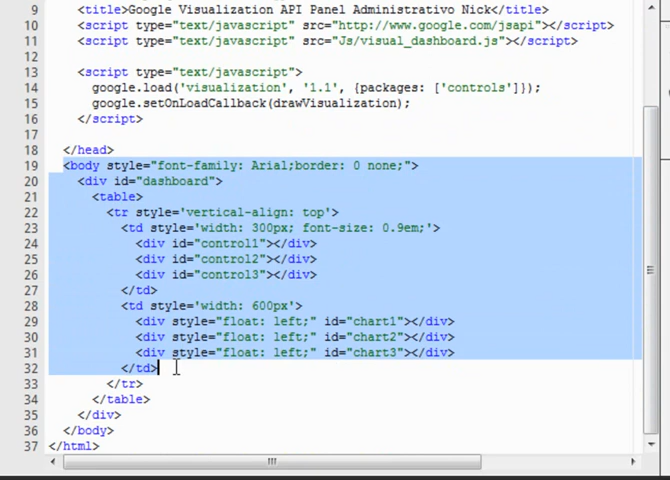 9 <title>Google Visualization API Panel Administrativo Nick</title>
10 <script type="text/javascript" src="http://www.google.com/jsapi"></script>
11 <script type="text/javascript" src="Js/visual_dashboard.js"></script>
12
13 <script type="text/javascript">
14 google.load('visualization', '1.1', {packages: ['controls']});
15 google.setOnLoadCallback(drawVisualization);
16 </script>
17
18 </head>
19 <body style="font-family: Arial;border: 0 none;">
20 <div id="dashboard">
21 <table>
22 <tr style='vertical-align: top'>
23 <td style='width: 300px; font-size: 0.9em;'>
24 <div id="control1"></div>
25 <div id="control2"></div>
26 <div id="control3"></div>
27 </td>
28 <td style='width: 600px'>
29 <div style="float: left;" id="chart1"></div>
30 <div style="float: left;" id="chart2"></div>
31 <div style="float: left;" id="chart3"></div>
32 </td>
33 </tr>
34 </table>
35 </div>
36 </body>
37 </html>